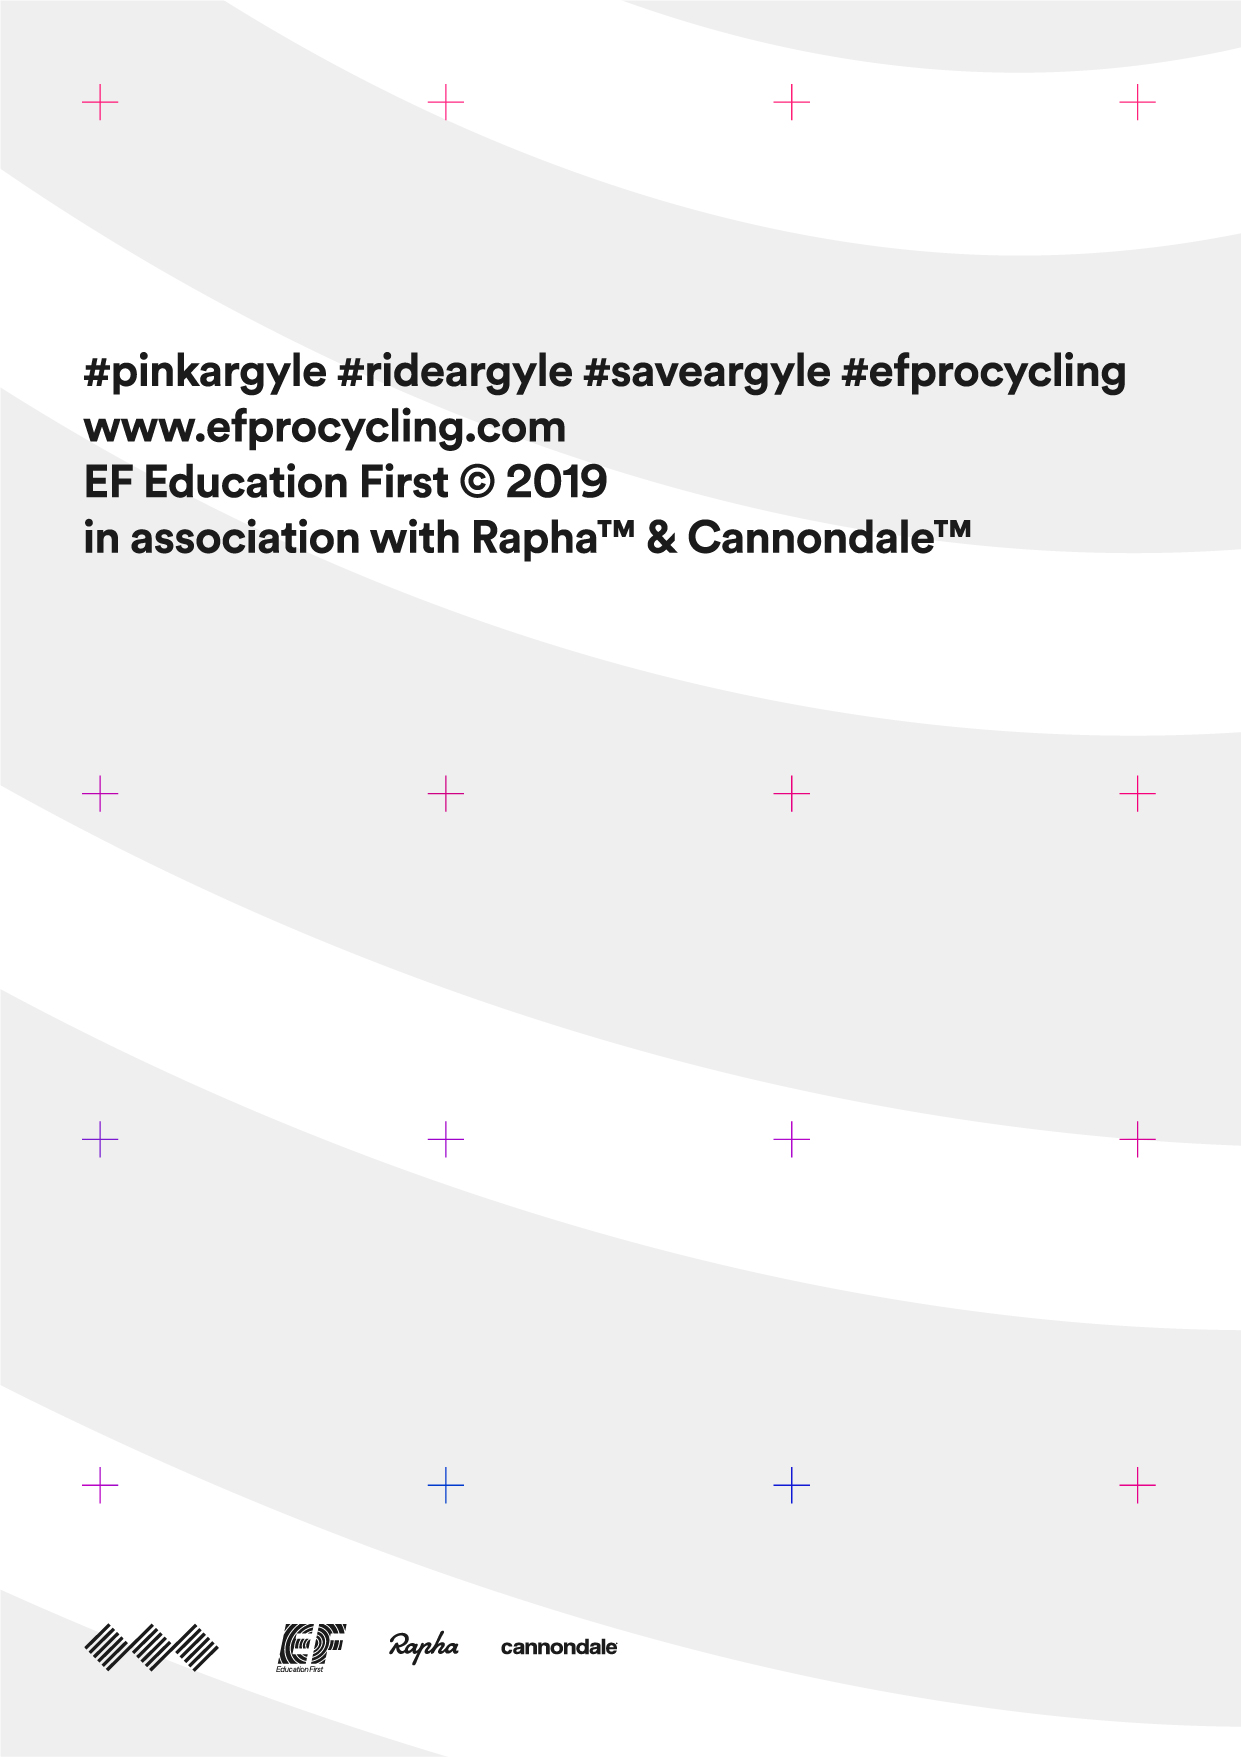 #pinkargyle #rideargyle #saveargyle #efprocycling
www.efprocycling.com
EF Education First © 2019
in association with Rapha™ & Cannondale™
EF
Education First
Rapha
cannondale